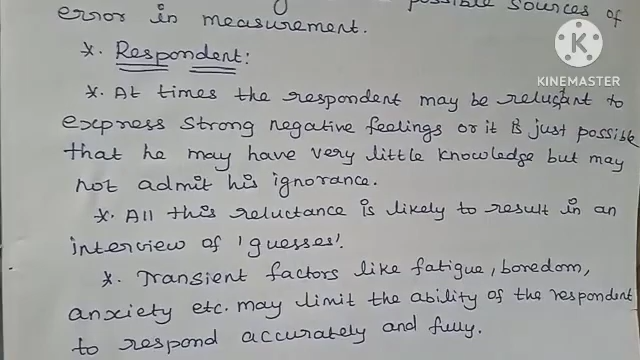 possible sources of
error in measurement.
*. Respondent:
*. At times the respondent may be reluctant to
express strong negative feelings or it is just possible
that he may have very little knowledge but may
not admit his ignorance.
*. All this reluctance is likely to result in an
interview of 'guesses'.
*. Transient factors like fatigue, boredom,
anxiety etc. may limit the ability of the respondent
to respond accurately and fully.
KINEMASTER